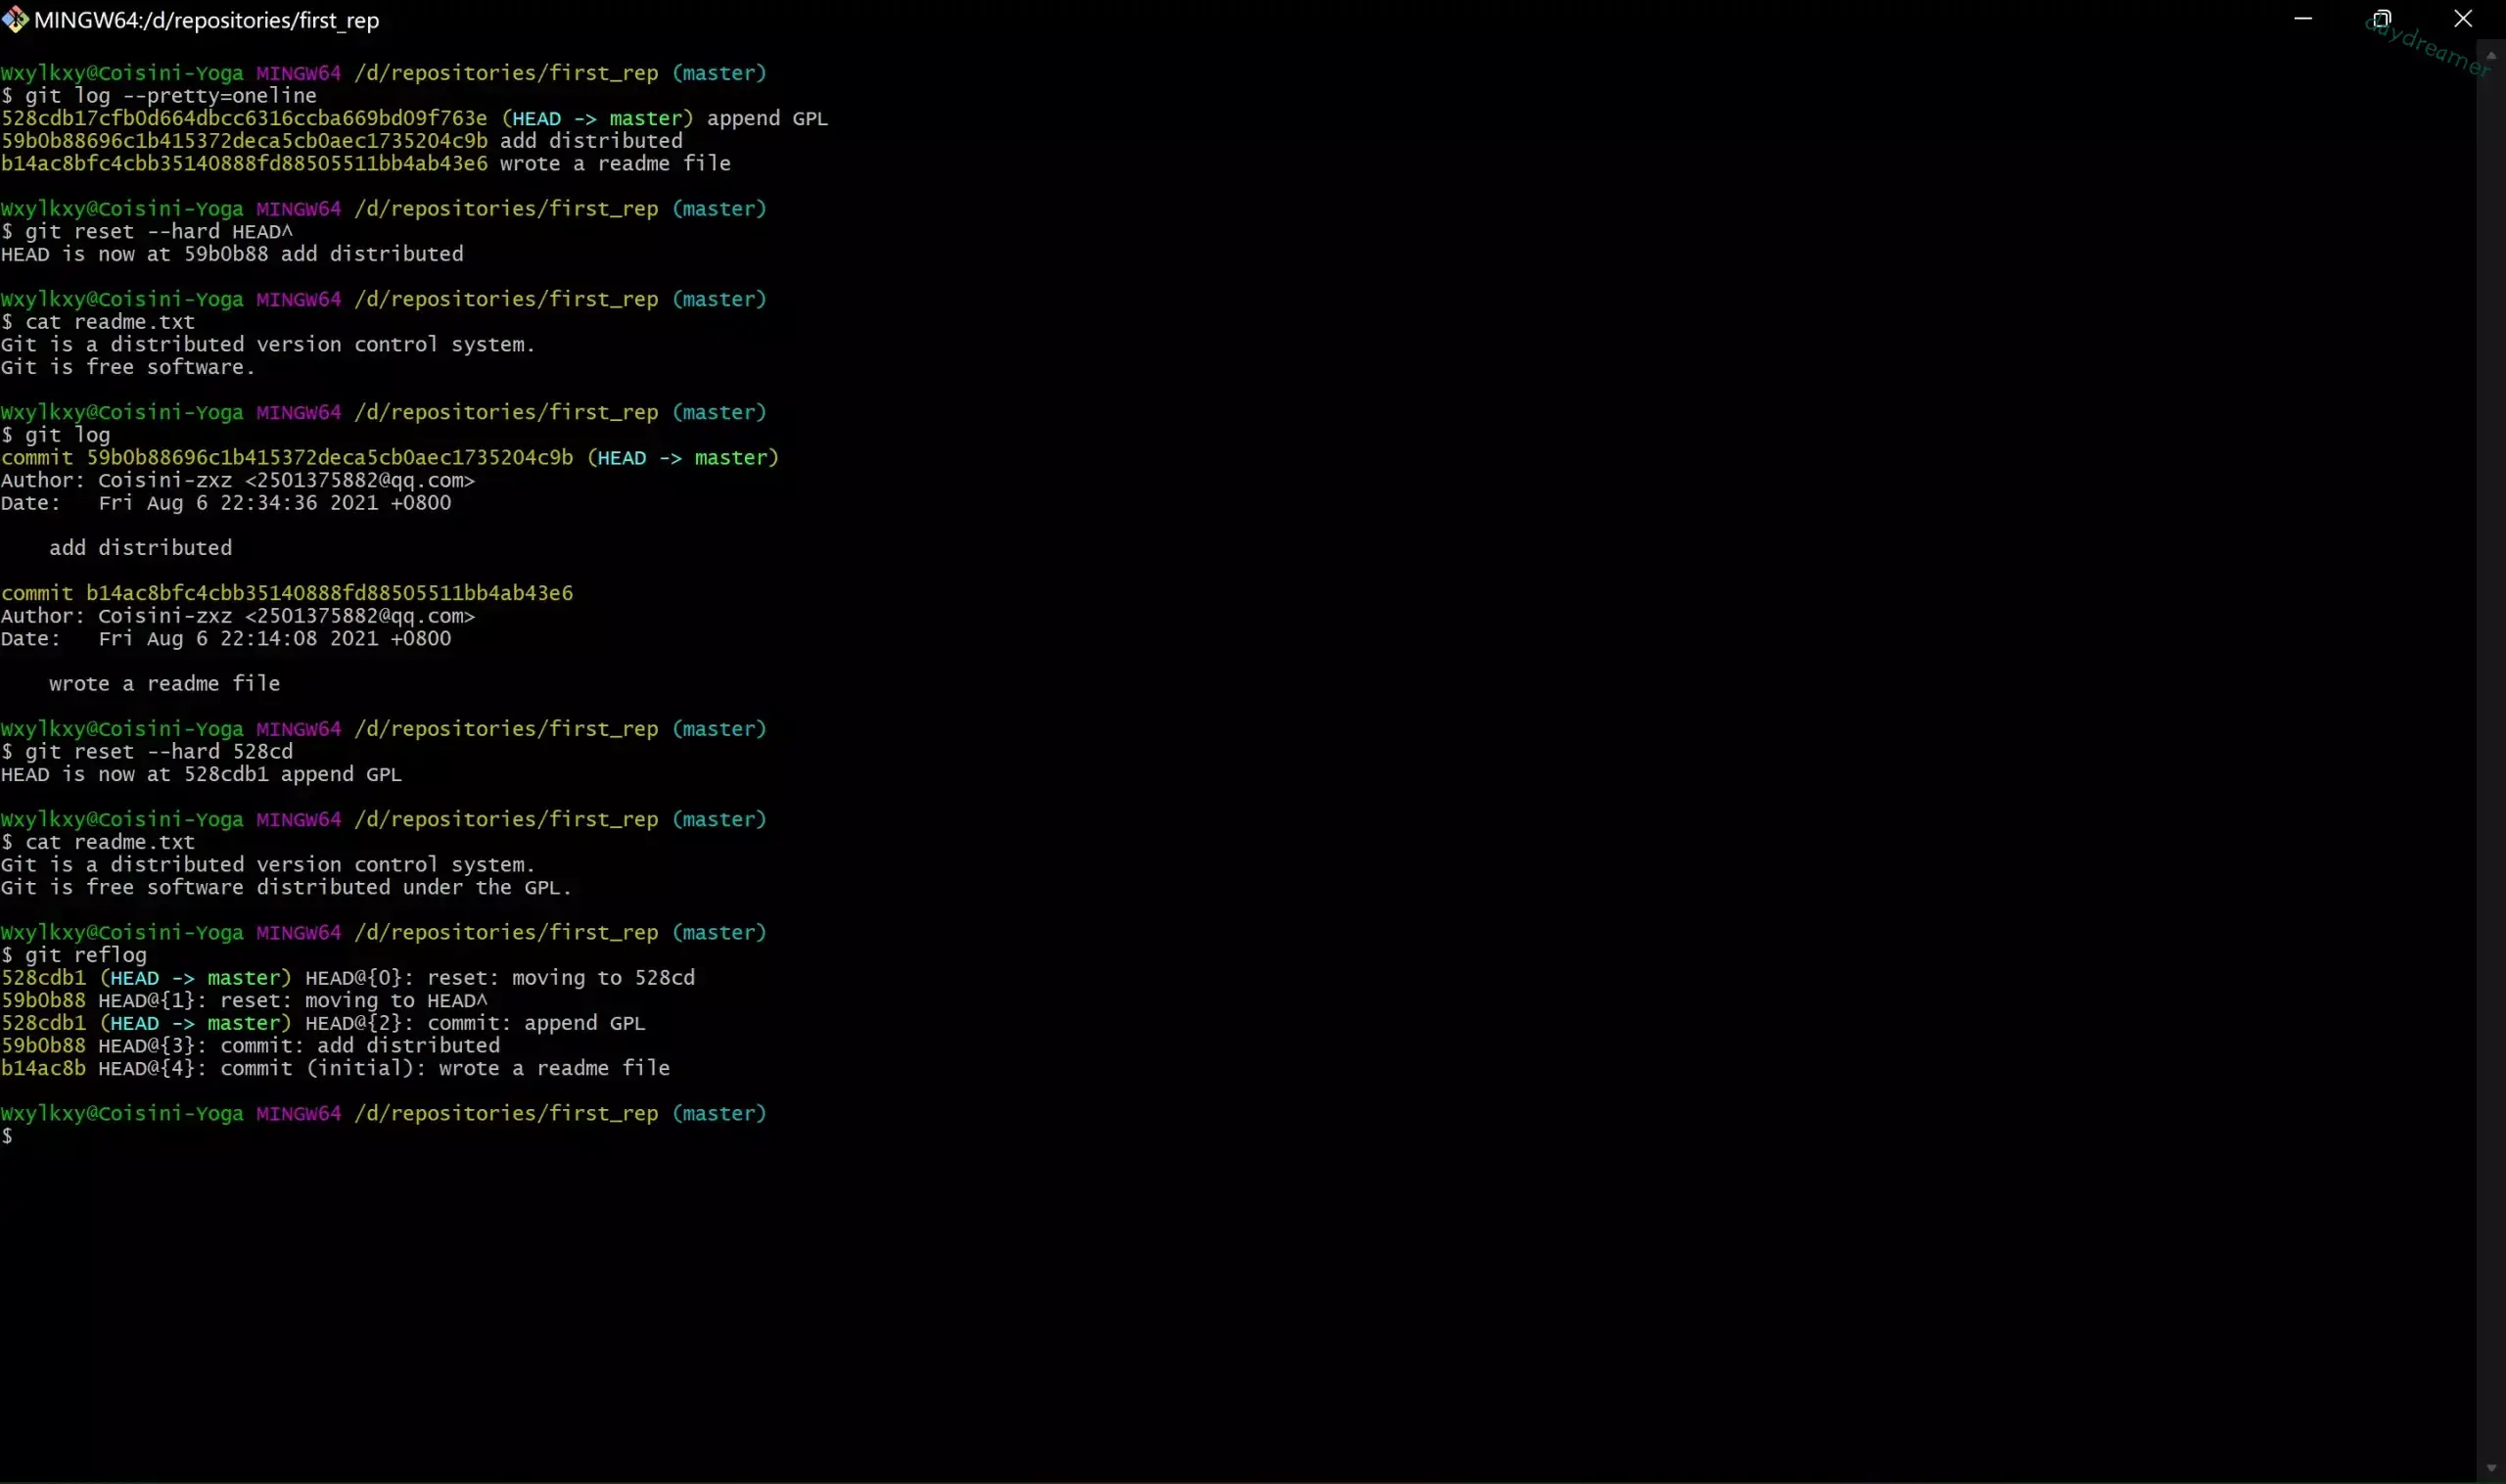 MINGW64:/d/repositories/first_rep
daydreamer
Wxylkxy@Coisini-Yoga MINGW64 /d/repositories/first_rep (master)
$ git log --pretty=oneline
528cdb17cfb0d664dbcc6316ccba669bd09f763e (HEAD -> master) append GPL
59b0b88696c1b415372deca5cb0aec1735204c9b add distributed
b14ac8bfc4cbb35140888fd88505511bb4ab43e6 wrote a readme file
Wxylkxy@Coisini-Yoga MINGW64 /d/repositories/first_rep (master)
$ git reset --hard HEAD^
HEAD is now at 59b0b88 add distributed
Wxylkxy@Coisini-Yoga MINGW64 /d/repositories/first_rep (master)
$ cat readme.txt
Git is a distributed version control system.
Git is free software.
Wxylkxy@Coisini-Yoga MINGW64 /d/repositories/first_rep (master)
$ git log
commit 59b0b88696c1b415372deca5cb0aec1735204c9b (HEAD -> master)
Author: Coisini-zxz <2501375882@qq.com>
Date:   Fri Aug 6 22:34:36 2021 +0800
    add distributed
commit b14ac8bfc4cbb35140888fd88505511bb4ab43e6
Author: Coisini-zxz <2501375882@qq.com>
Date:   Fri Aug 6 22:14:08 2021 +0800
    wrote a readme file
Wxylkxy@Coisini-Yoga MINGW64 /d/repositories/first_rep (master)
$ git reset --hard 528cd
HEAD is now at 528cdb1 append GPL
Wxylkxy@Coisini-Yoga MINGW64 /d/repositories/first_rep (master)
$ cat readme.txt
Git is a distributed version control system.
Git is free software distributed under the GPL.
Wxylkxy@Coisini-Yoga MINGW64 /d/repositories/first_rep (master)
$ git reflog
528cdb1 (HEAD -> master) HEAD@{0}: reset: moving to 528cd
59b0b88 HEAD@{1}: reset: moving to HEAD^
528cdb1 (HEAD -> master) HEAD@{2}: commit: append GPL
59b0b88 HEAD@{3}: commit: add distributed
b14ac8b HEAD@{4}: commit (initial): wrote a readme file
Wxylkxy@Coisini-Yoga MINGW64 /d/repositories/first_rep (master)
$